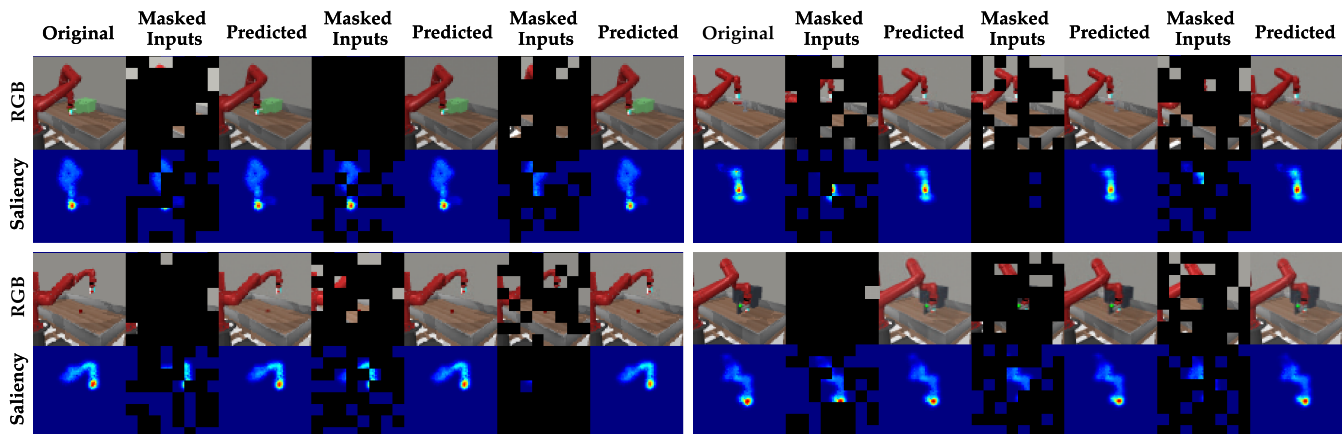 Original Masked Inputs Predicted Masked Inputs Predicted Masked Inputs Predicted Original Masked Inputs Predicted Masked Inputs Predicted Masked Inputs Predicted
RGB
Saliency
RGB
Saliency